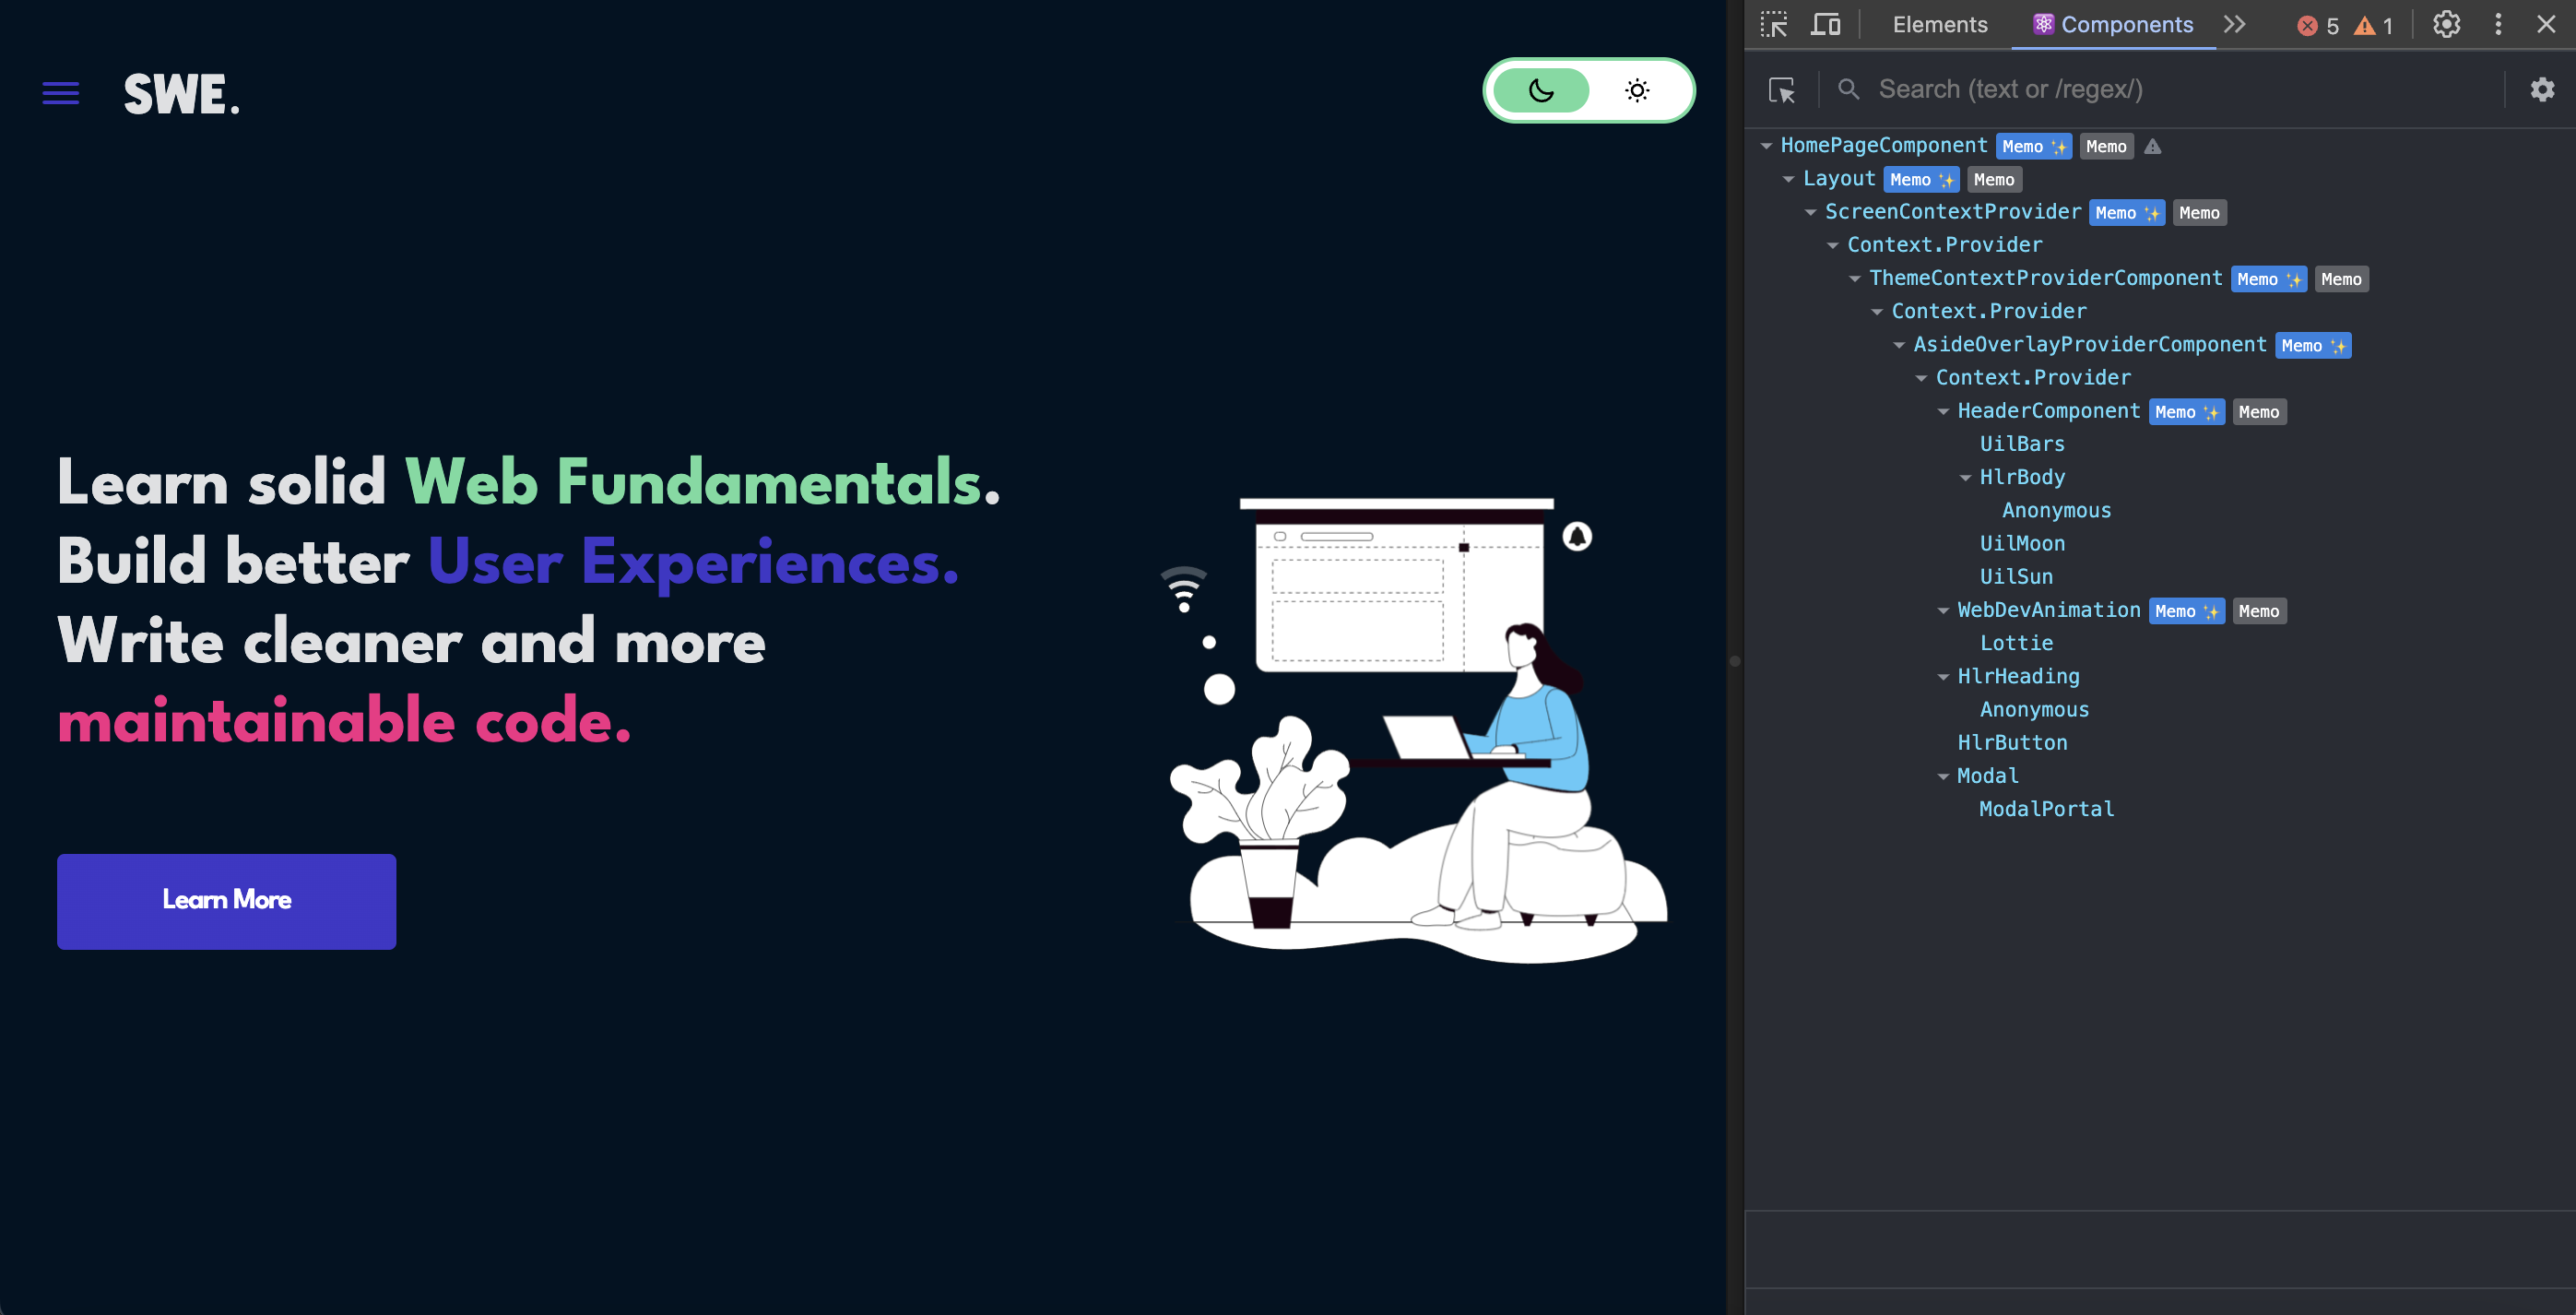 SWE.
Learn solid Web Fundamentals.
Build better User Experiences.
Write cleaner and more
maintainable code.
Learn More
Elements
Components
5
1
Search (text or /regex/)
HomePageComponent Memo ✨ Memo
Layout Memo ✨ Memo
ScreenContextProvider Memo ✨ Memo
Context.Provider
ThemeContextProviderComponent Memo ✨ Memo
Context.Provider
AsideOverlayProviderComponent Memo ✨
Context.Provider
HeaderComponent Memo ✨ Memo
UilBars
HlrBody
Anonymous
UilMoon
UilSun
WebDevAnimation Memo ✨ Memo
Lottie
HlrHeading
Anonymous
HlrButton
Modal
ModalPortal